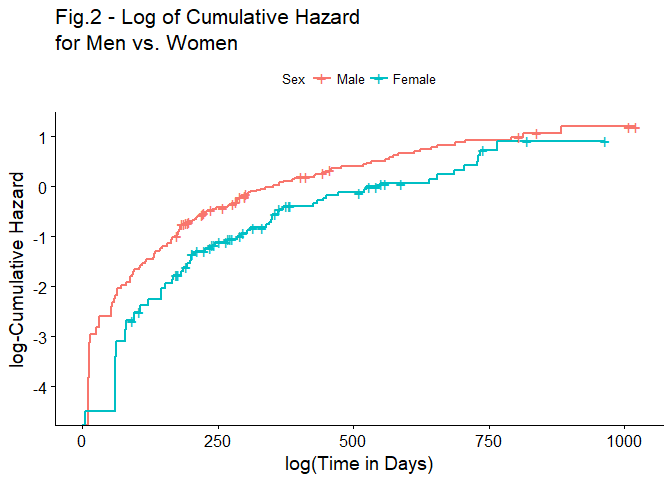 Fig.2 - Log of Cumulative Hazard
for Men vs. Women
Sex Male Female
log-Cumulative Hazard
1
0
-1
-2
-3
-4
0 250 500 750 1000
log(Time in Days)